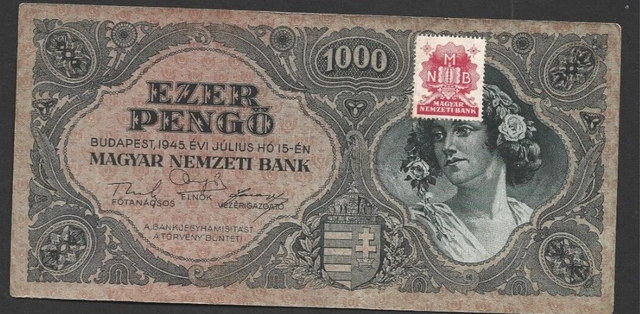 1000
EZER
PENGŐ
BUDAPEST, 1945. ÉVI JÚLIUS HÓ 15-ÉN
MAGYAR NEMZETI BANK
FŐTANÁCSOS ELNÖK VEZÉRIGAZGATÓ
A BANKJEGYHAMISITÁST
A TÖRVÉNY BÜNTETI
M
N B
MAGYAR
NEMZETI BANK